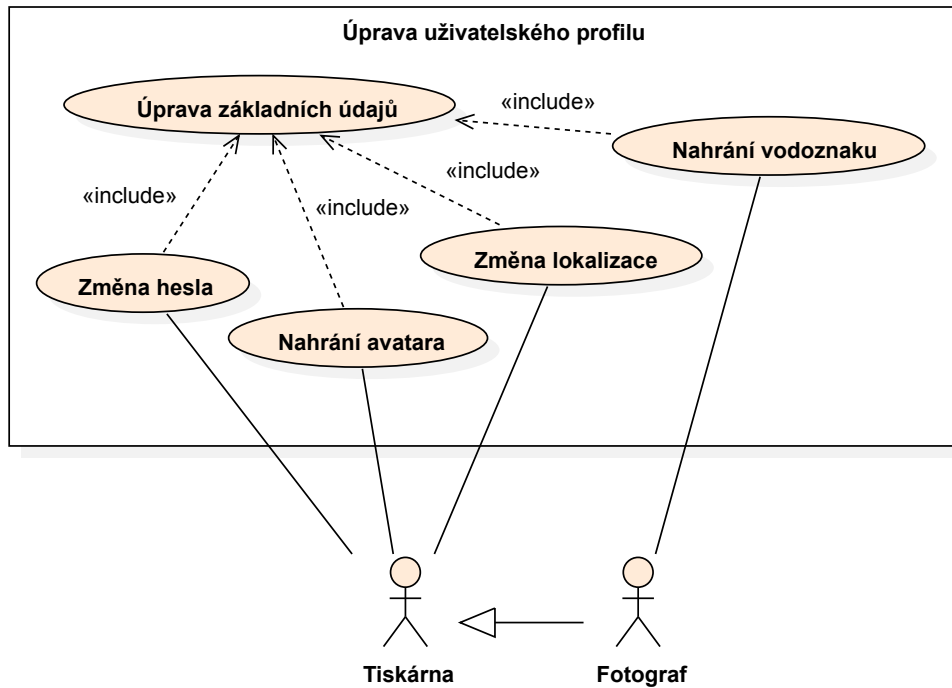 Úprava uživatelského profilu
Úprava základních údajů
«include»
Nahrání vodoznaku
«include»
«include»
«include»
Změna lokalizace
Změna hesla
Nahrání avatara
Tiskárna
Fotograf